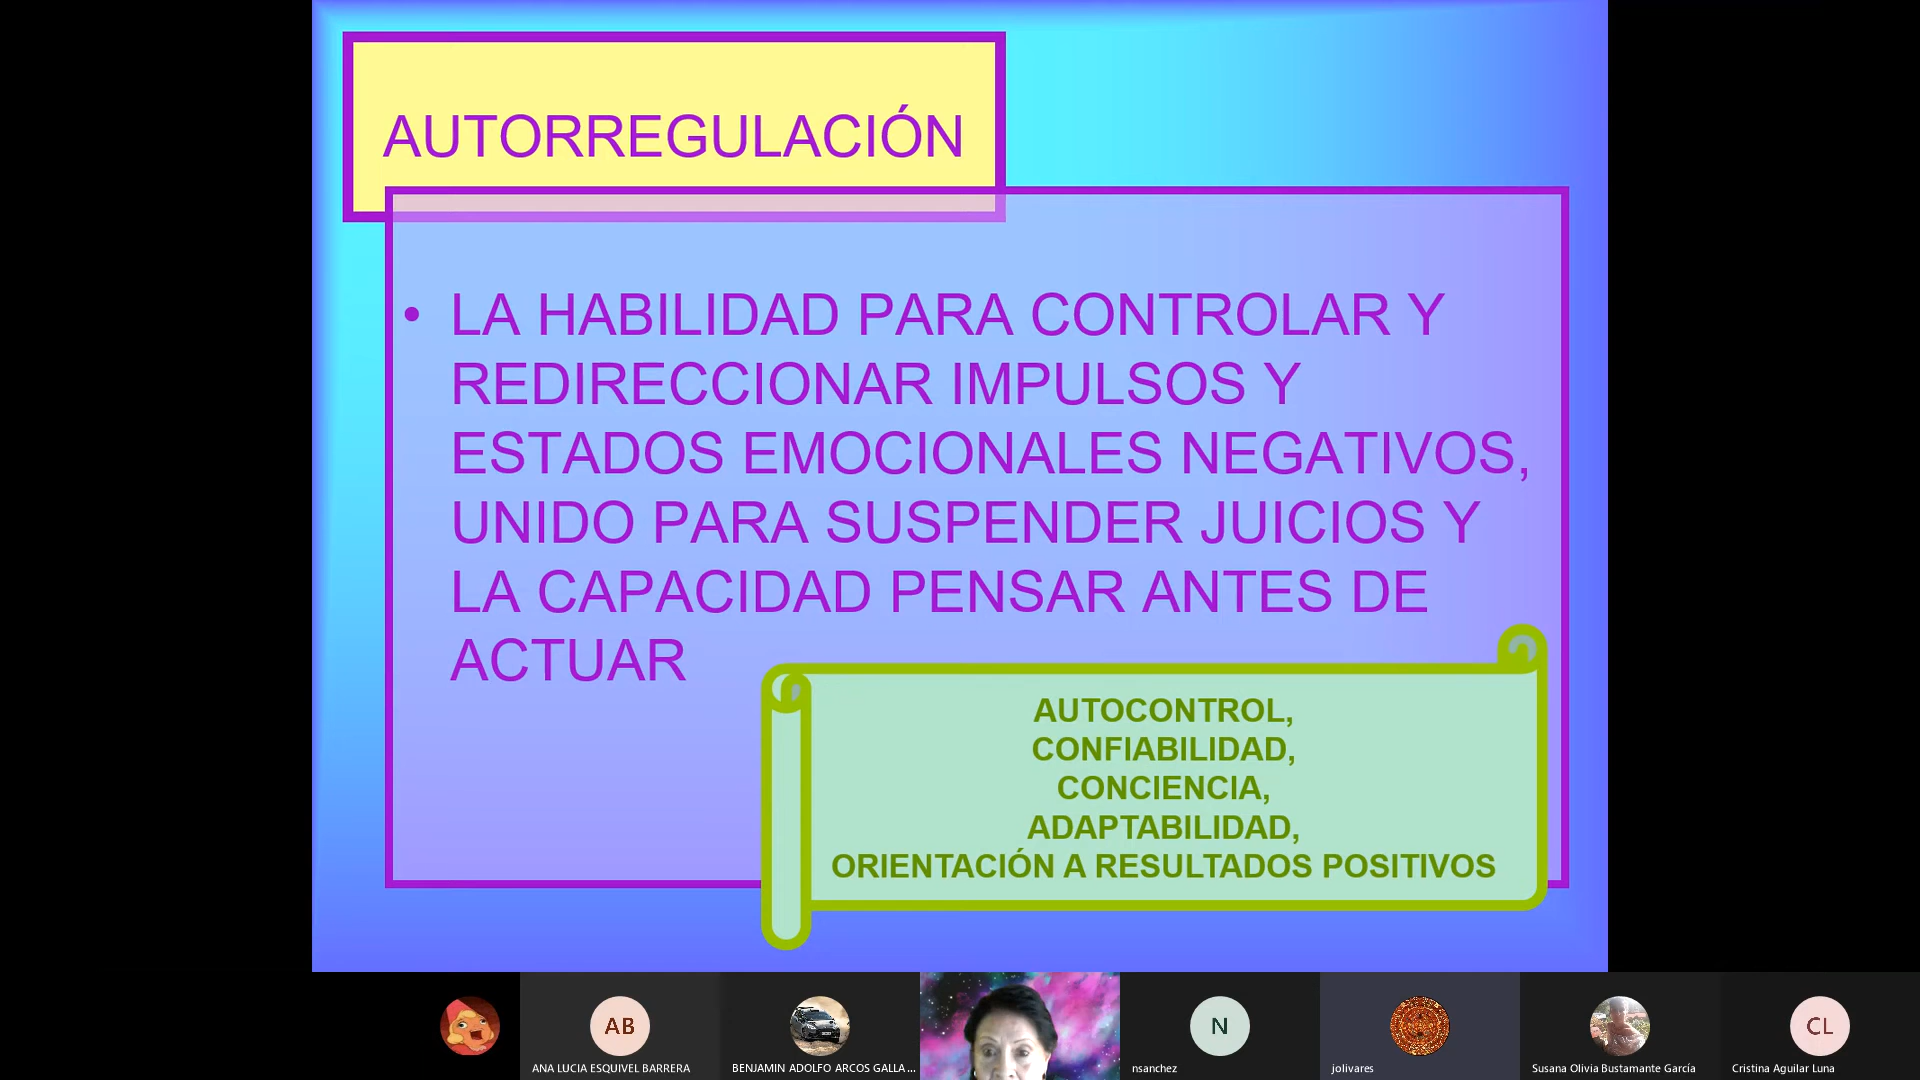 AUTORREGULACIÓN
• LA HABILIDAD PARA CONTROLAR Y
REDIRECCIONAR IMPULSOS Y
ESTADOS EMOCIONALES NEGATIVOS,
UNIDO PARA SUSPENDER JUICIOS Y
LA CAPACIDAD PENSAR ANTES DE
ACTUAR
AUTOCONTROL,
CONFIABILIDAD,
CONCIENCIA,
ADAPTABILIDAD,
ORIENTACIÓN A RESULTADOS POSITIVOS
AB
N
CL
ANA LUCIA ESQUIVEL BARRERA
BENJAMIN ADOLFO ARCOS GALLA...
nsanchez
jolivares
Susana Olivia Bustamante García
Cristina Aguilar Luna